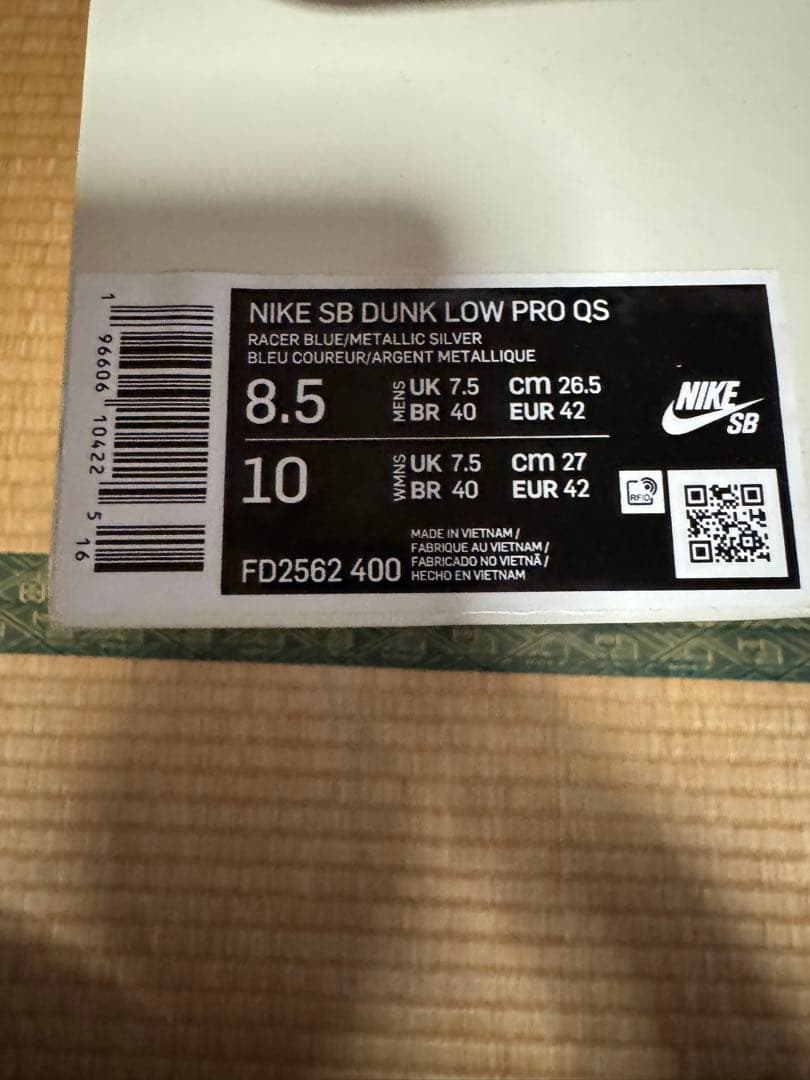 NIKE SB DUNK LOW PRO QS
RACER BLUE/METALLIC SILVER
BLEU COUREUR/ARGENT METALLIQUE
8.5 MENS UK 7.5 cm 26.5
BR 40 EUR 42
10 WMNS UK 7.5 cm 27
BR 40 EUR 42
NIKE
SB
RFID
FD2562 400
MADE IN VIETNAM /
FABRIQUE AU VIETNAM /
FABRICADO NO VIETNÃ /
HECHO EN VIETNAM
1 96606 10422 5 16